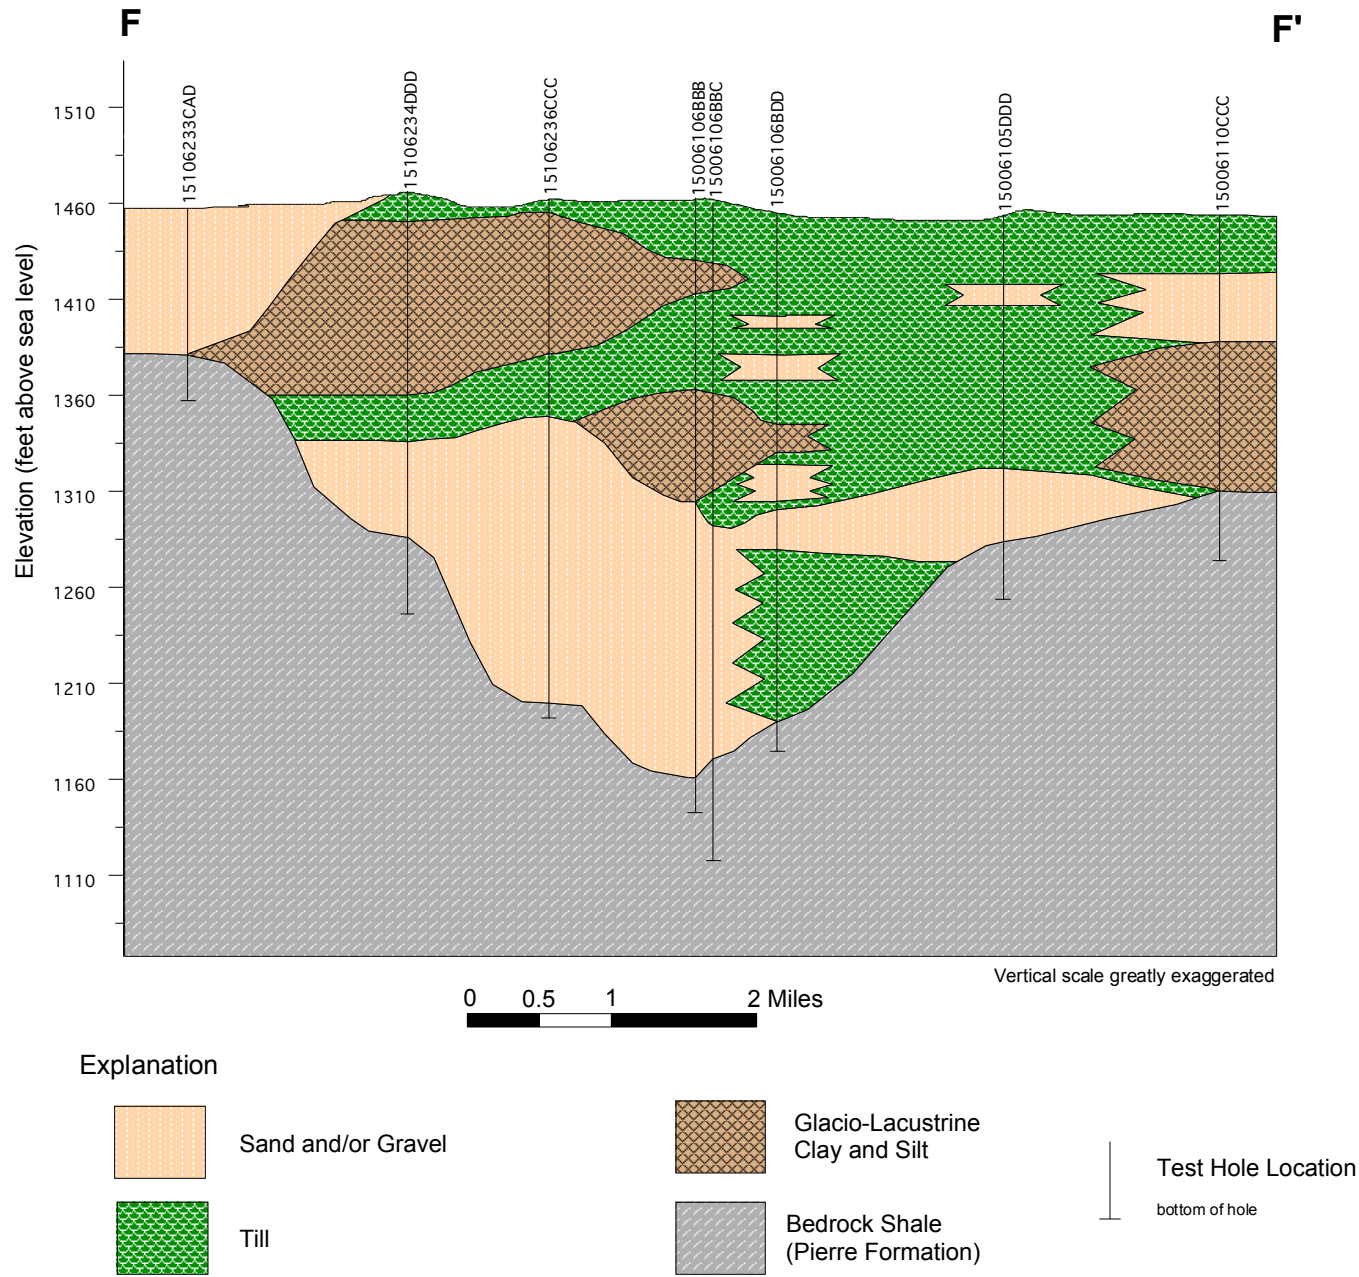 F
F'
15106233CAD
15106234DDD
15106236CCC
15006106BBB
15006106BBC
15006106BDD
15006105DDD
15006110CCC
Elevation (feet above sea level)
1510
1460
1410
1360
1310
1260
1210
1160
1110
Vertical scale greatly exaggerated
0 0.5 1 2 Miles
Explanation
Sand and/or Gravel
Till
Glacio-Lacustrine
Clay and Silt
Bedrock Shale
(Pierre Formation)
Test Hole Location
bottom of hole